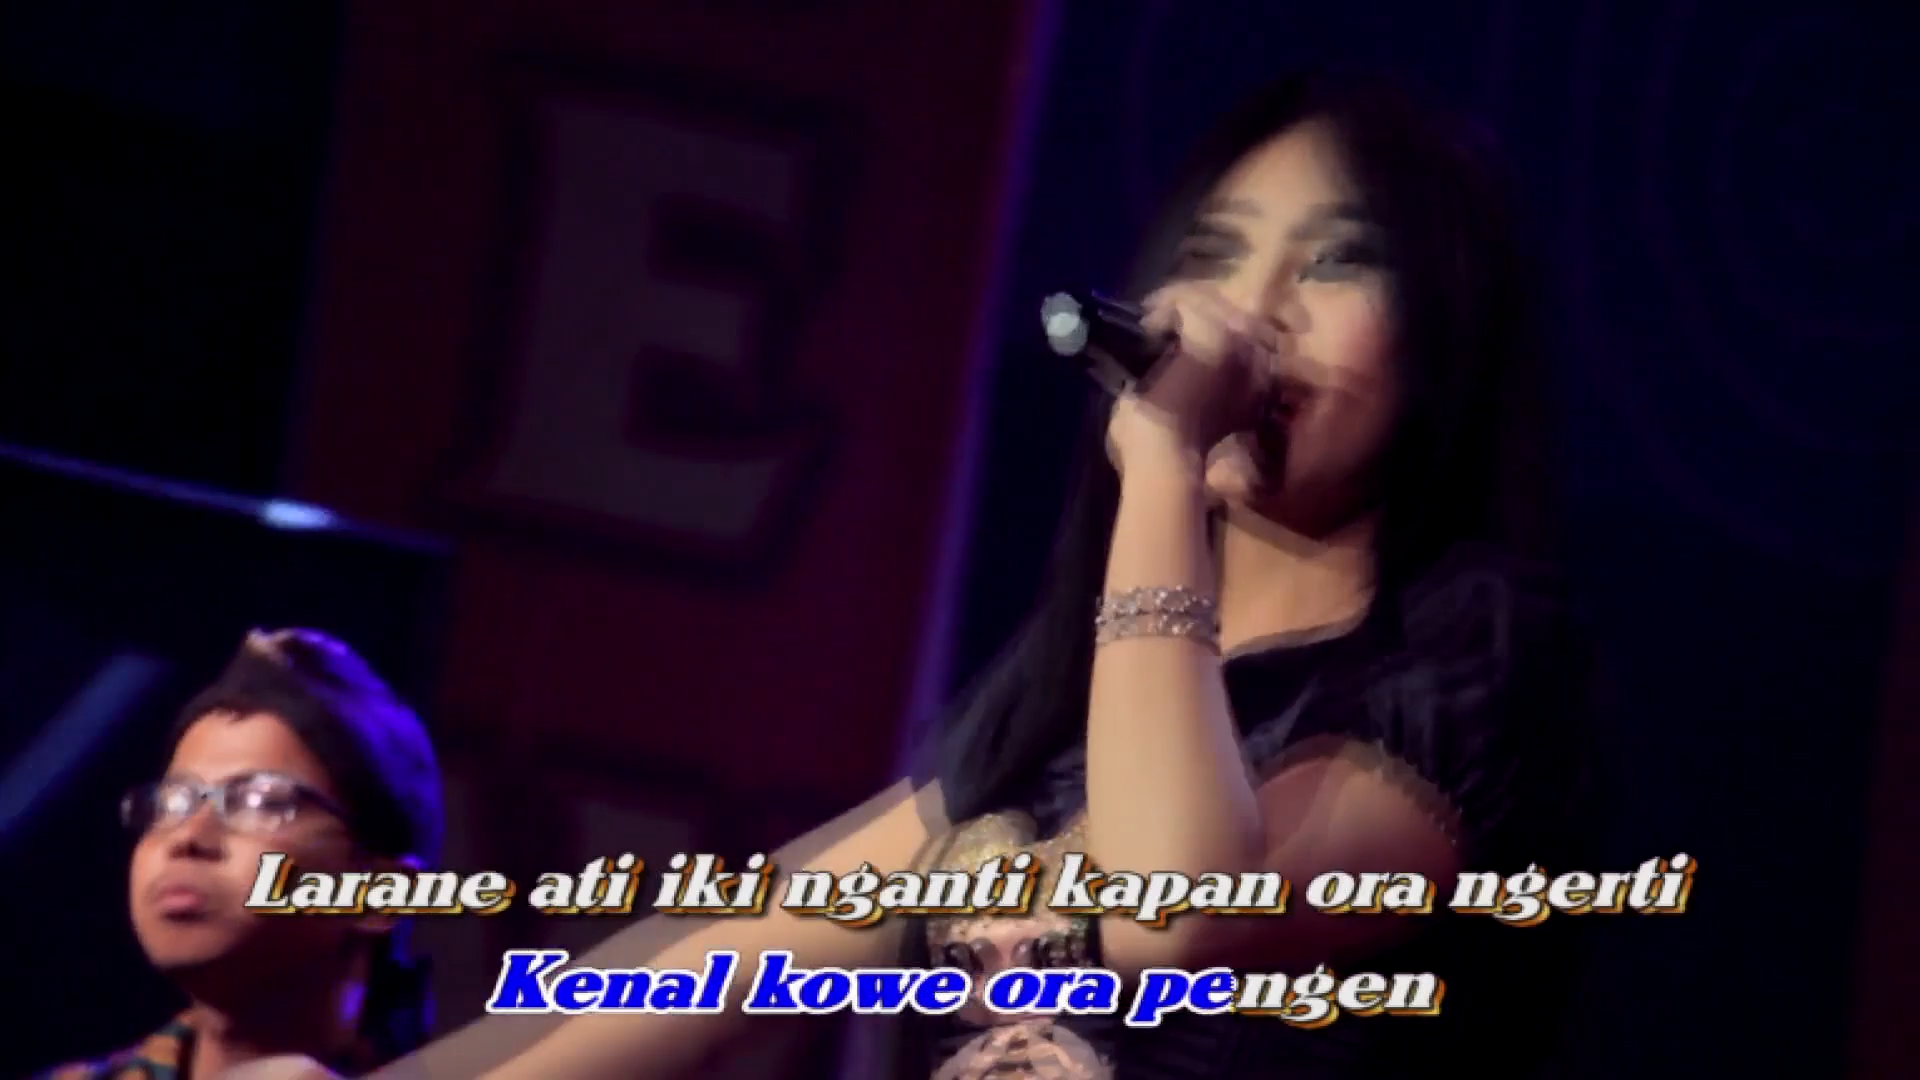 E
Larane ati iki nganti kapan ora ngerti
Kenal kowe ora pengen